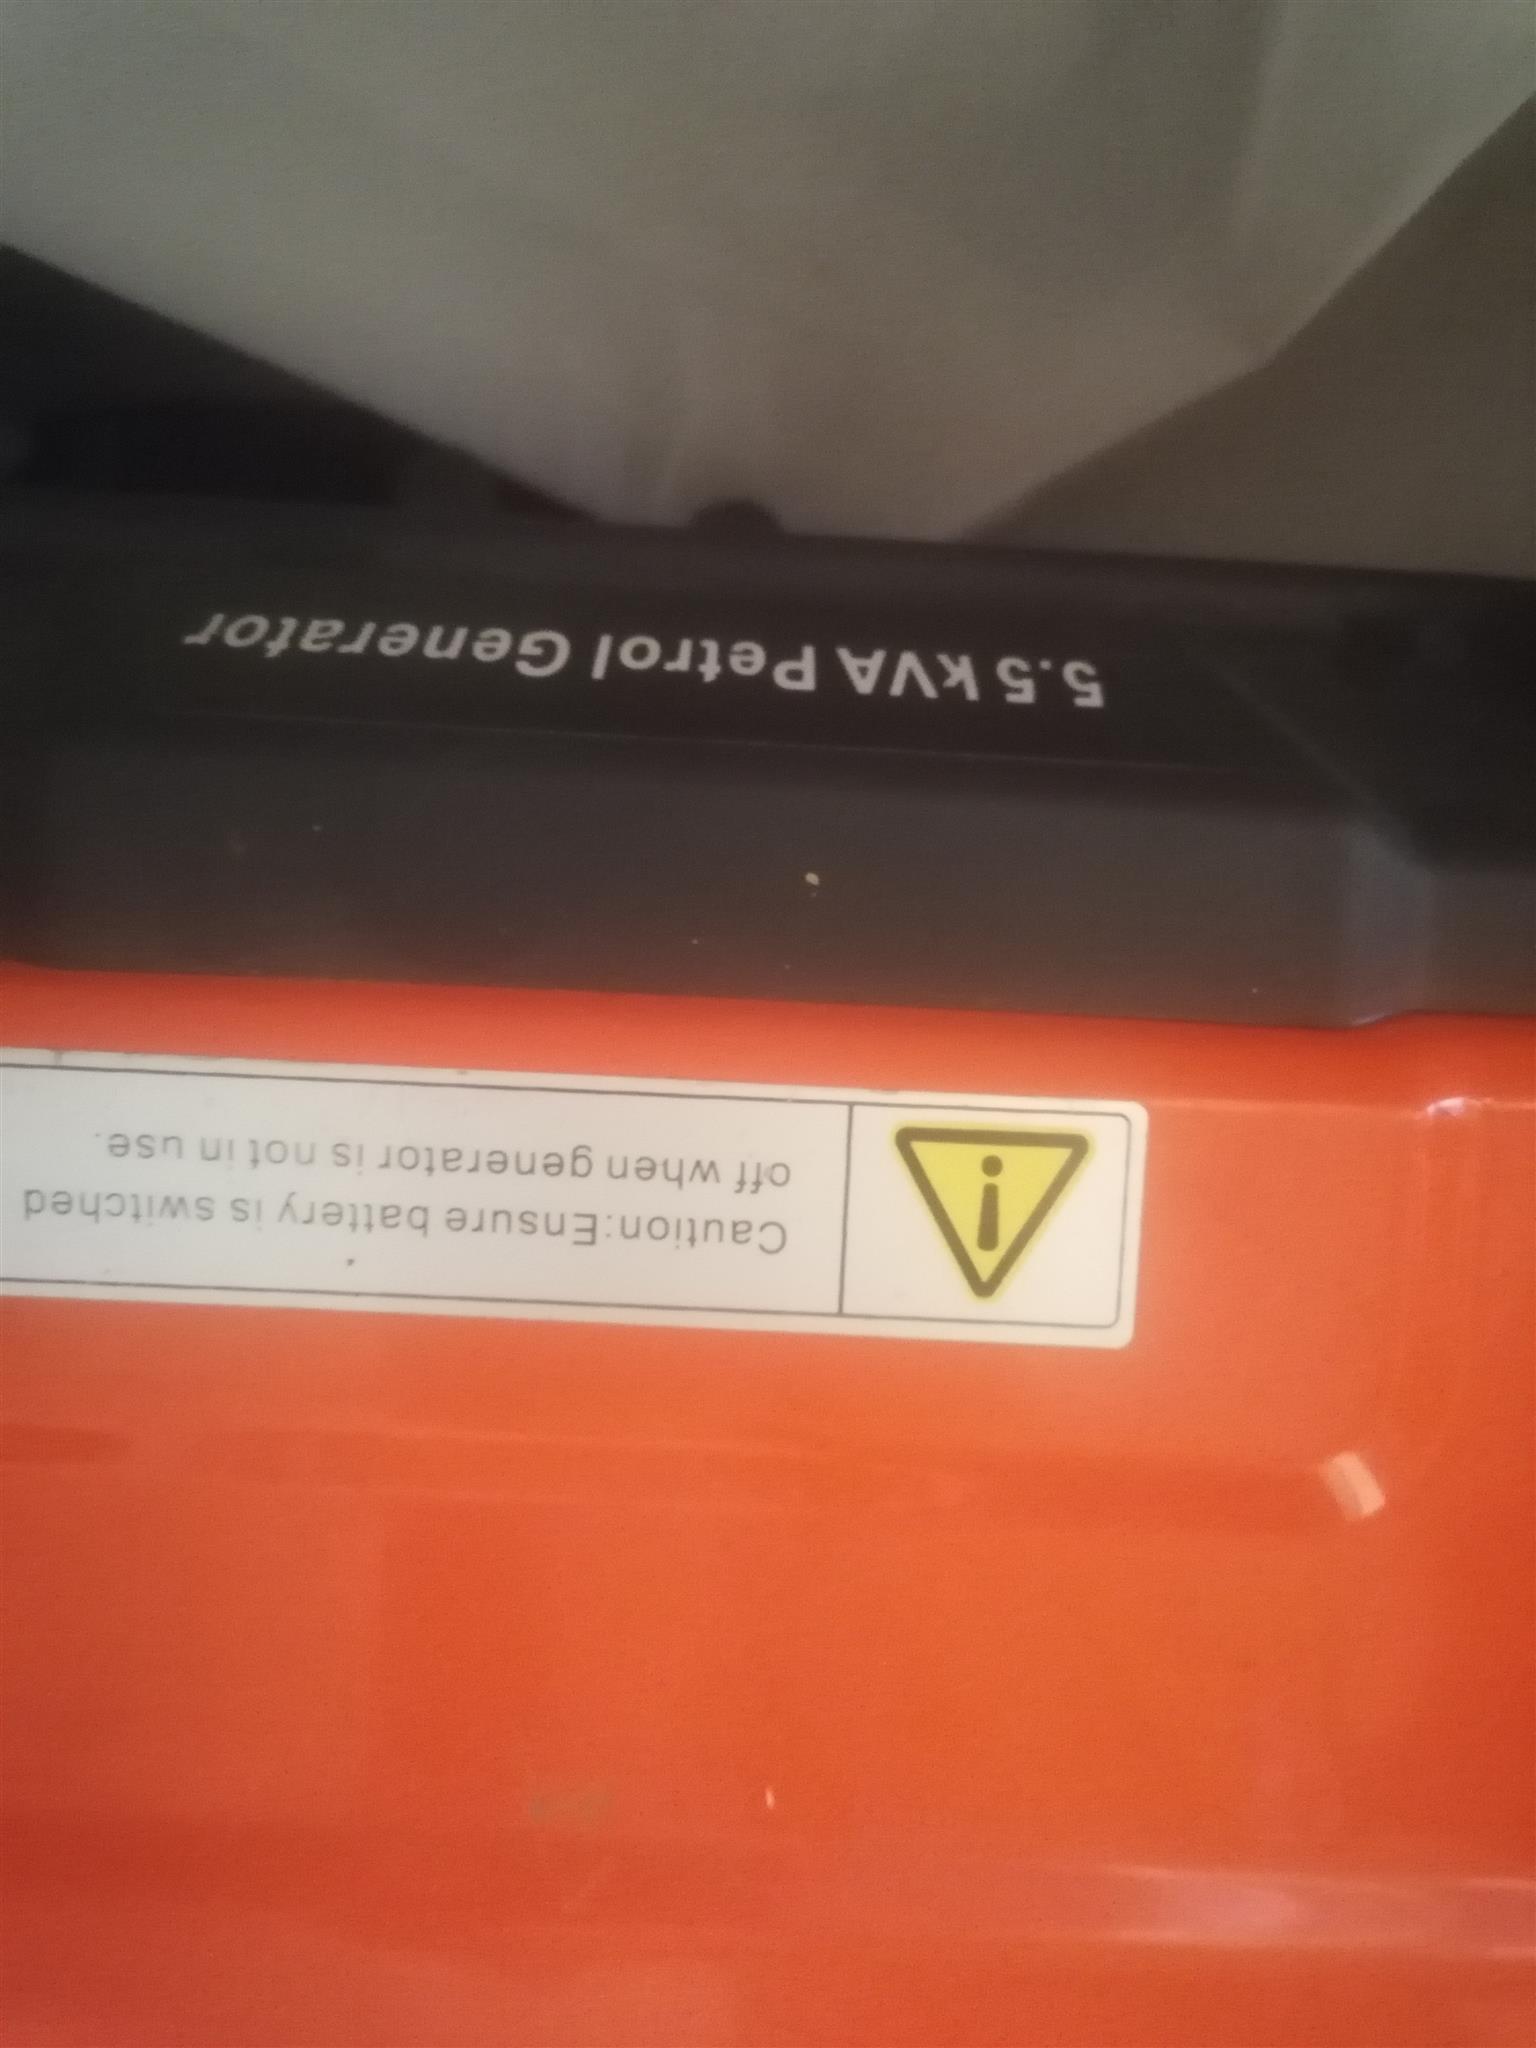 Caution:Ensure battery is switched
off when generator is not in use.
5.5 kVA Petrol Generator